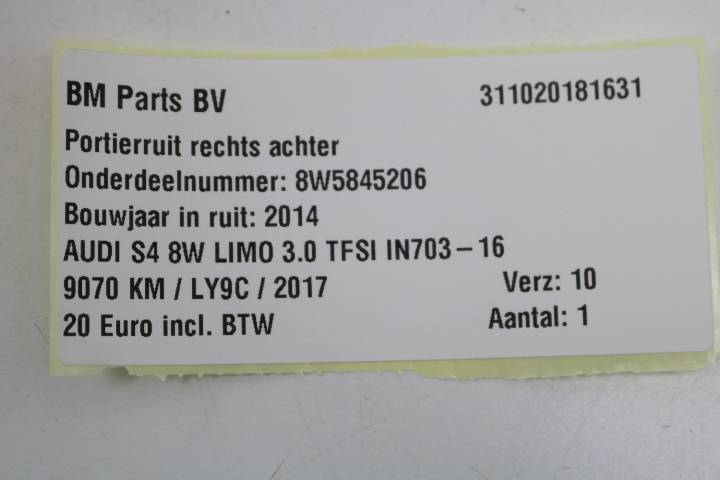 BM Parts BV 311020181631
Portierruit rechts achter
Onderdeelnummer: 8W5845206
Bouwjaar in ruit: 2014
AUDI S4 8W LIMO 3.0 TFSI IN703-16
9070 KM / LY9C / 2017 Verz: 10
20 Euro incl. BTW Aantal: 1